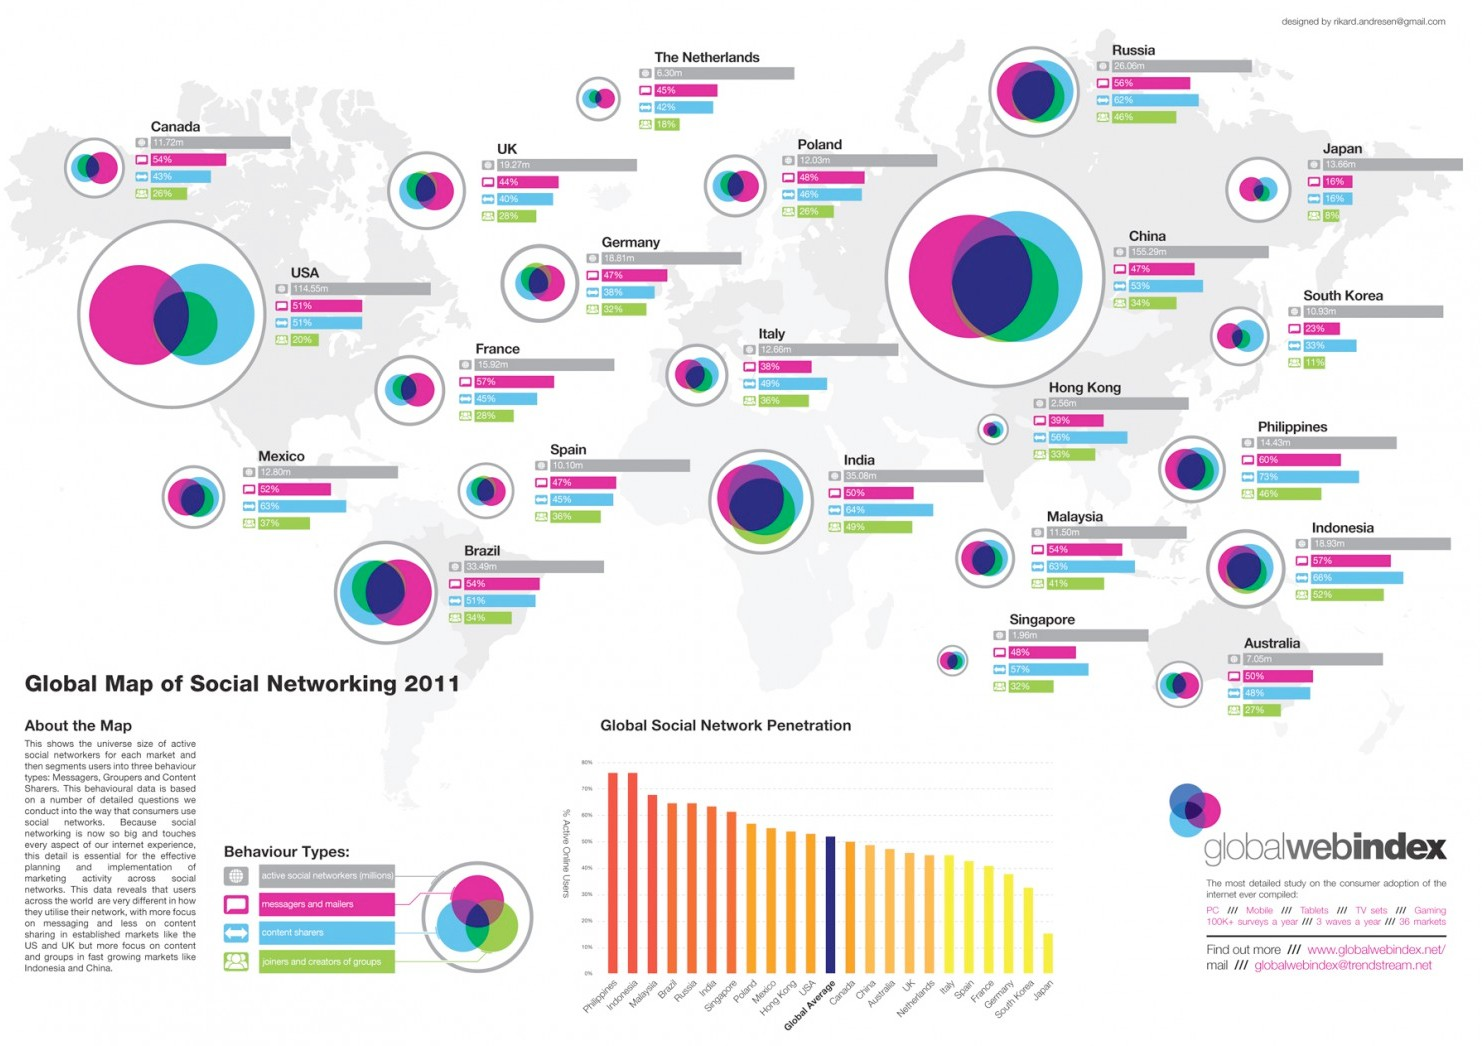 designed by rikard.andresen@gmail.com
The Netherlands
6.30m
45%
42%
18%
Russia
26.06m
56%
62%
46%
Canada
11.72m
54%
43%
26%
UK
19.27m
44%
40%
28%
Poland
12.03m
48%
46%
26%
Japan
13.66m
16%
16%
8%
Germany
18.81m
47%
38%
32%
China
155.29m
47%
53%
34%
USA
114.55m
51%
51%
20%
South Korea
10.93m
23%
33%
11%
France
15.92m
57%
45%
28%
Italy
12.66m
38%
49%
36%
Hong Kong
2.56m
39%
56%
33%
Philippines
14.43m
60%
73%
46%
Mexico
12.80m
52%
63%
37%
Spain
10.10m
47%
45%
36%
India
35.08m
50%
64%
49%
Malaysia
11.50m
54%
63%
41%
Indonesia
18.93m
57%
66%
52%
Brazil
33.49m
54%
51%
34%
Singapore
1.96m
48%
57%
32%
Australia
7.05m
50%
48%
27%
Global Map of Social Networking 2011
About the Map
This shows the universe size of active
social networkers for each market and
then segments users into three behaviour
types: Messagers, Groupers and Content
Sharers. This behavioural data is based
on a number of detailed questions we
conduct into the way that consumers use
social networks. Because social
networking is now so big and touches
every aspect of our internet experience,
this detail is essential for the effective
planning and implementation of
marketing activity across social
networks. This data reveals that users
across the world are very different in how
they utilise their network, with more focus
on messaging and less on content
sharing in established markets like the
US and UK but more focus on content
and groups in fast growing markets like
Indonesia and China.
Behaviour Types:
active social networkers (millions)
messagers and mailers
content sharers
joiners and creators of groups
Global Social Network Penetration
% Active Online Users
80%
70%
60%
50%
40%
30%
20%
10%
0%
Philippines
Indonesia
Malaysia
Brazil
Russia
India
Singapore
Poland
Mexico
Hong Kong
USA
Global Average
Canada
China
Australia
UK
Netherlands
Italy
Spain
France
Germany
South Korea
Japan
globalwebindex
The most detailed study on the consumer adoption of the
internet ever compiled:
PC /// Mobile /// Tablets /// TV sets /// Gaming
100K+ surveys a year /// 3 waves a year /// 36 markets
Find out more /// www.globalwebindex.net/
mail /// globalwebindex@trendstream.net